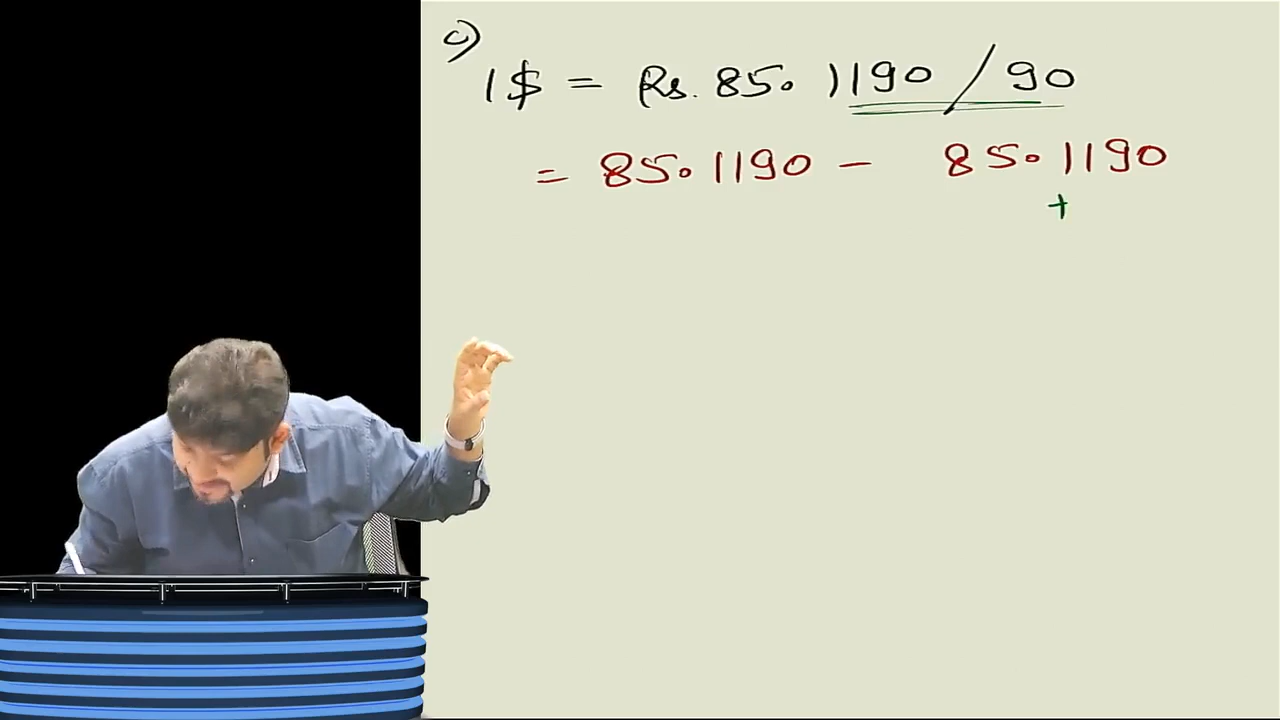 c)
1$ = Rs. 85.1190/90
= 85.1190 - 85.1190
+